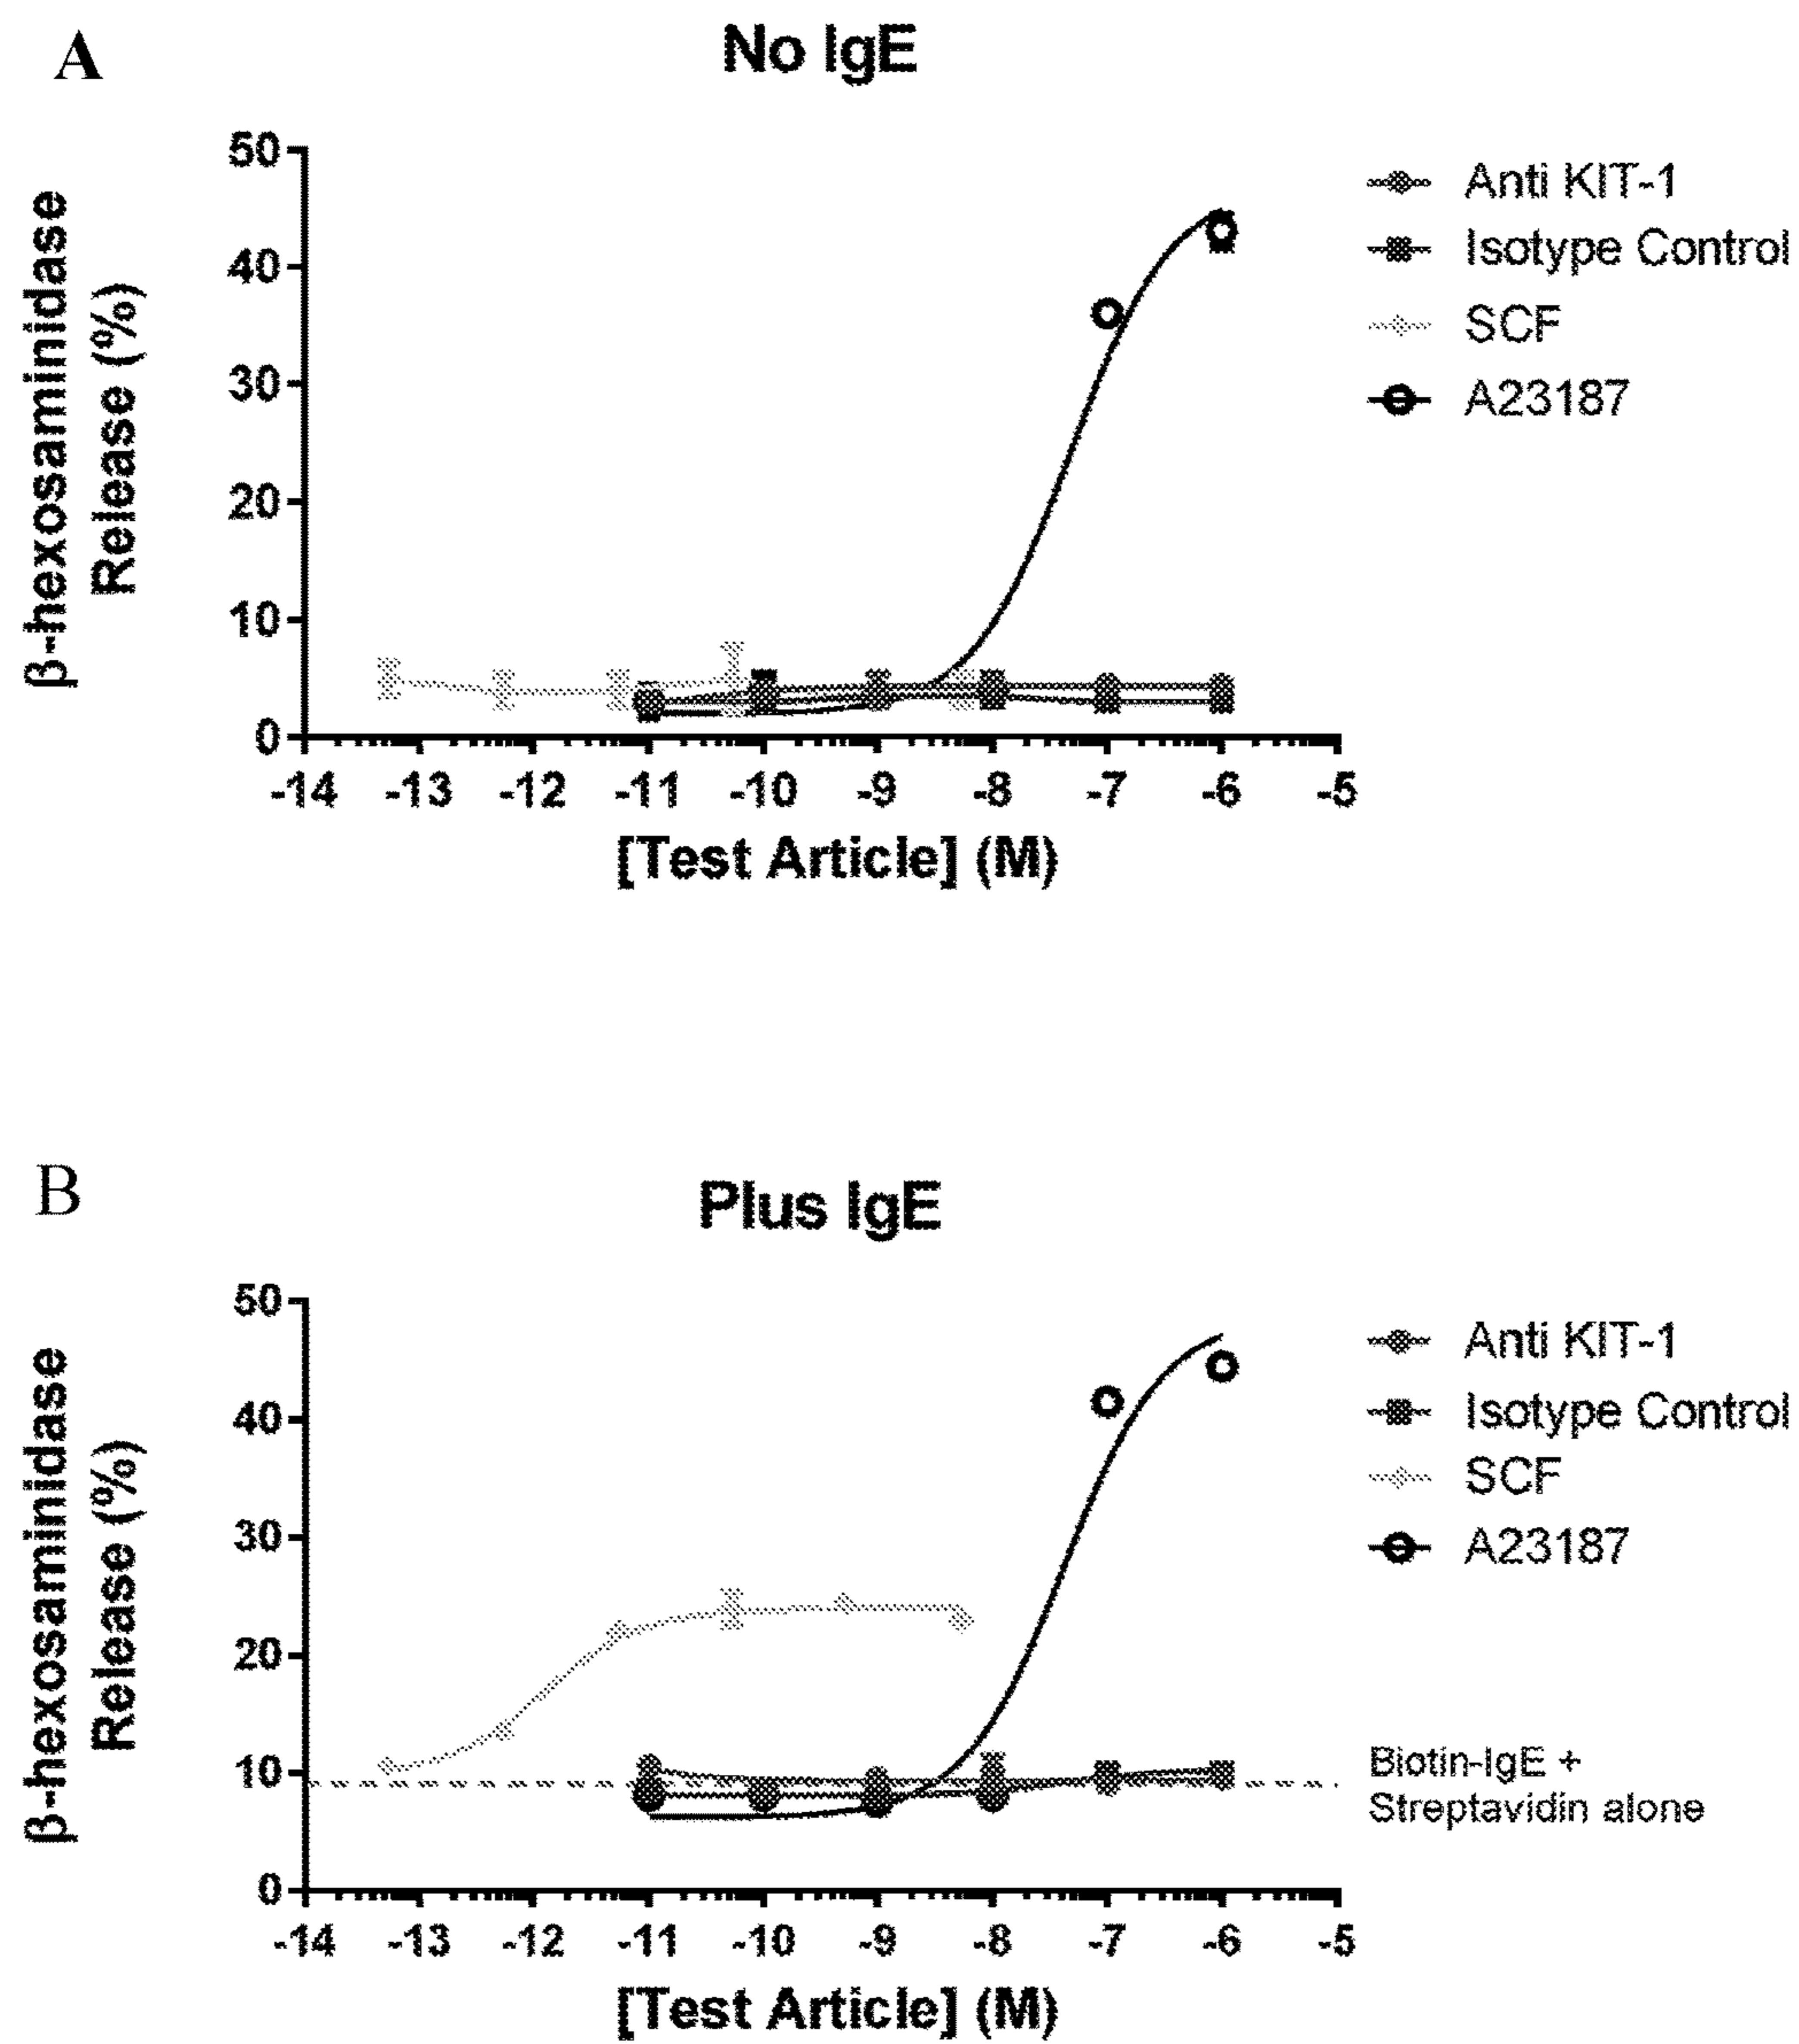 A
No IgE
β-hexosaminidase
Release (%)
50
40
30
20
10
0
-14 -13 -12 -11 -10 -9 -8 -7 -6 -5
[Test Article] (M)
Anti KIT-1
Isotype Control
SCF
A23187
B
Plus IgE
β-hexosaminidase
Release (%)
50
40
30
20
10
0
-14 -13 -12 -11 -10 -9 -8 -7 -6 -5
[Test Article] (M)
Anti KIT-1
Isotype Control
SCF
A23187
Biotin-IgE +
Streptavidin alone